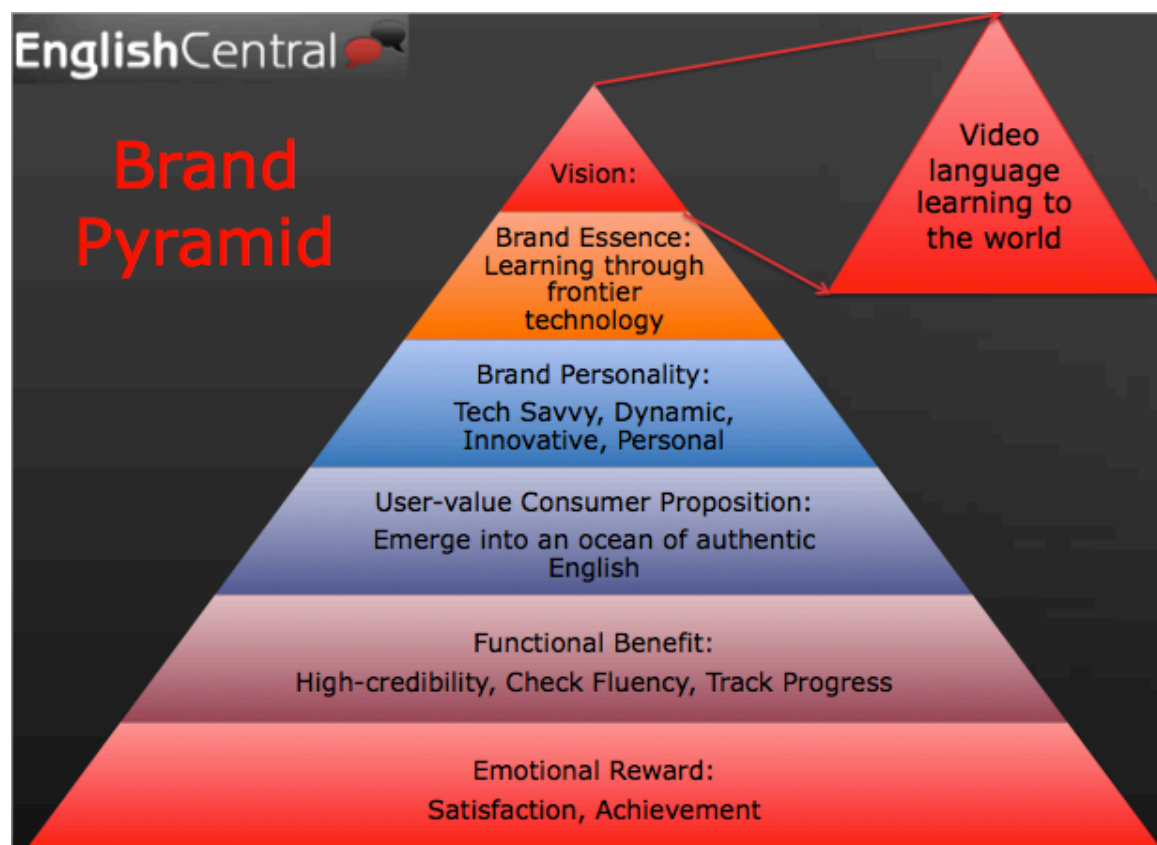 EnglishCentral
Brand
Pyramid
Vision:
Video
language
learning to
the world
Brand Essence:
Learning through
frontier
technology
Brand Personality:
Tech Savvy, Dynamic,
Innovative, Personal
User-value Consumer Proposition:
Emerge into an ocean of authentic
English
Functional Benefit:
High-credibility, Check Fluency, Track Progress
Emotional Reward:
Satisfaction, Achievement